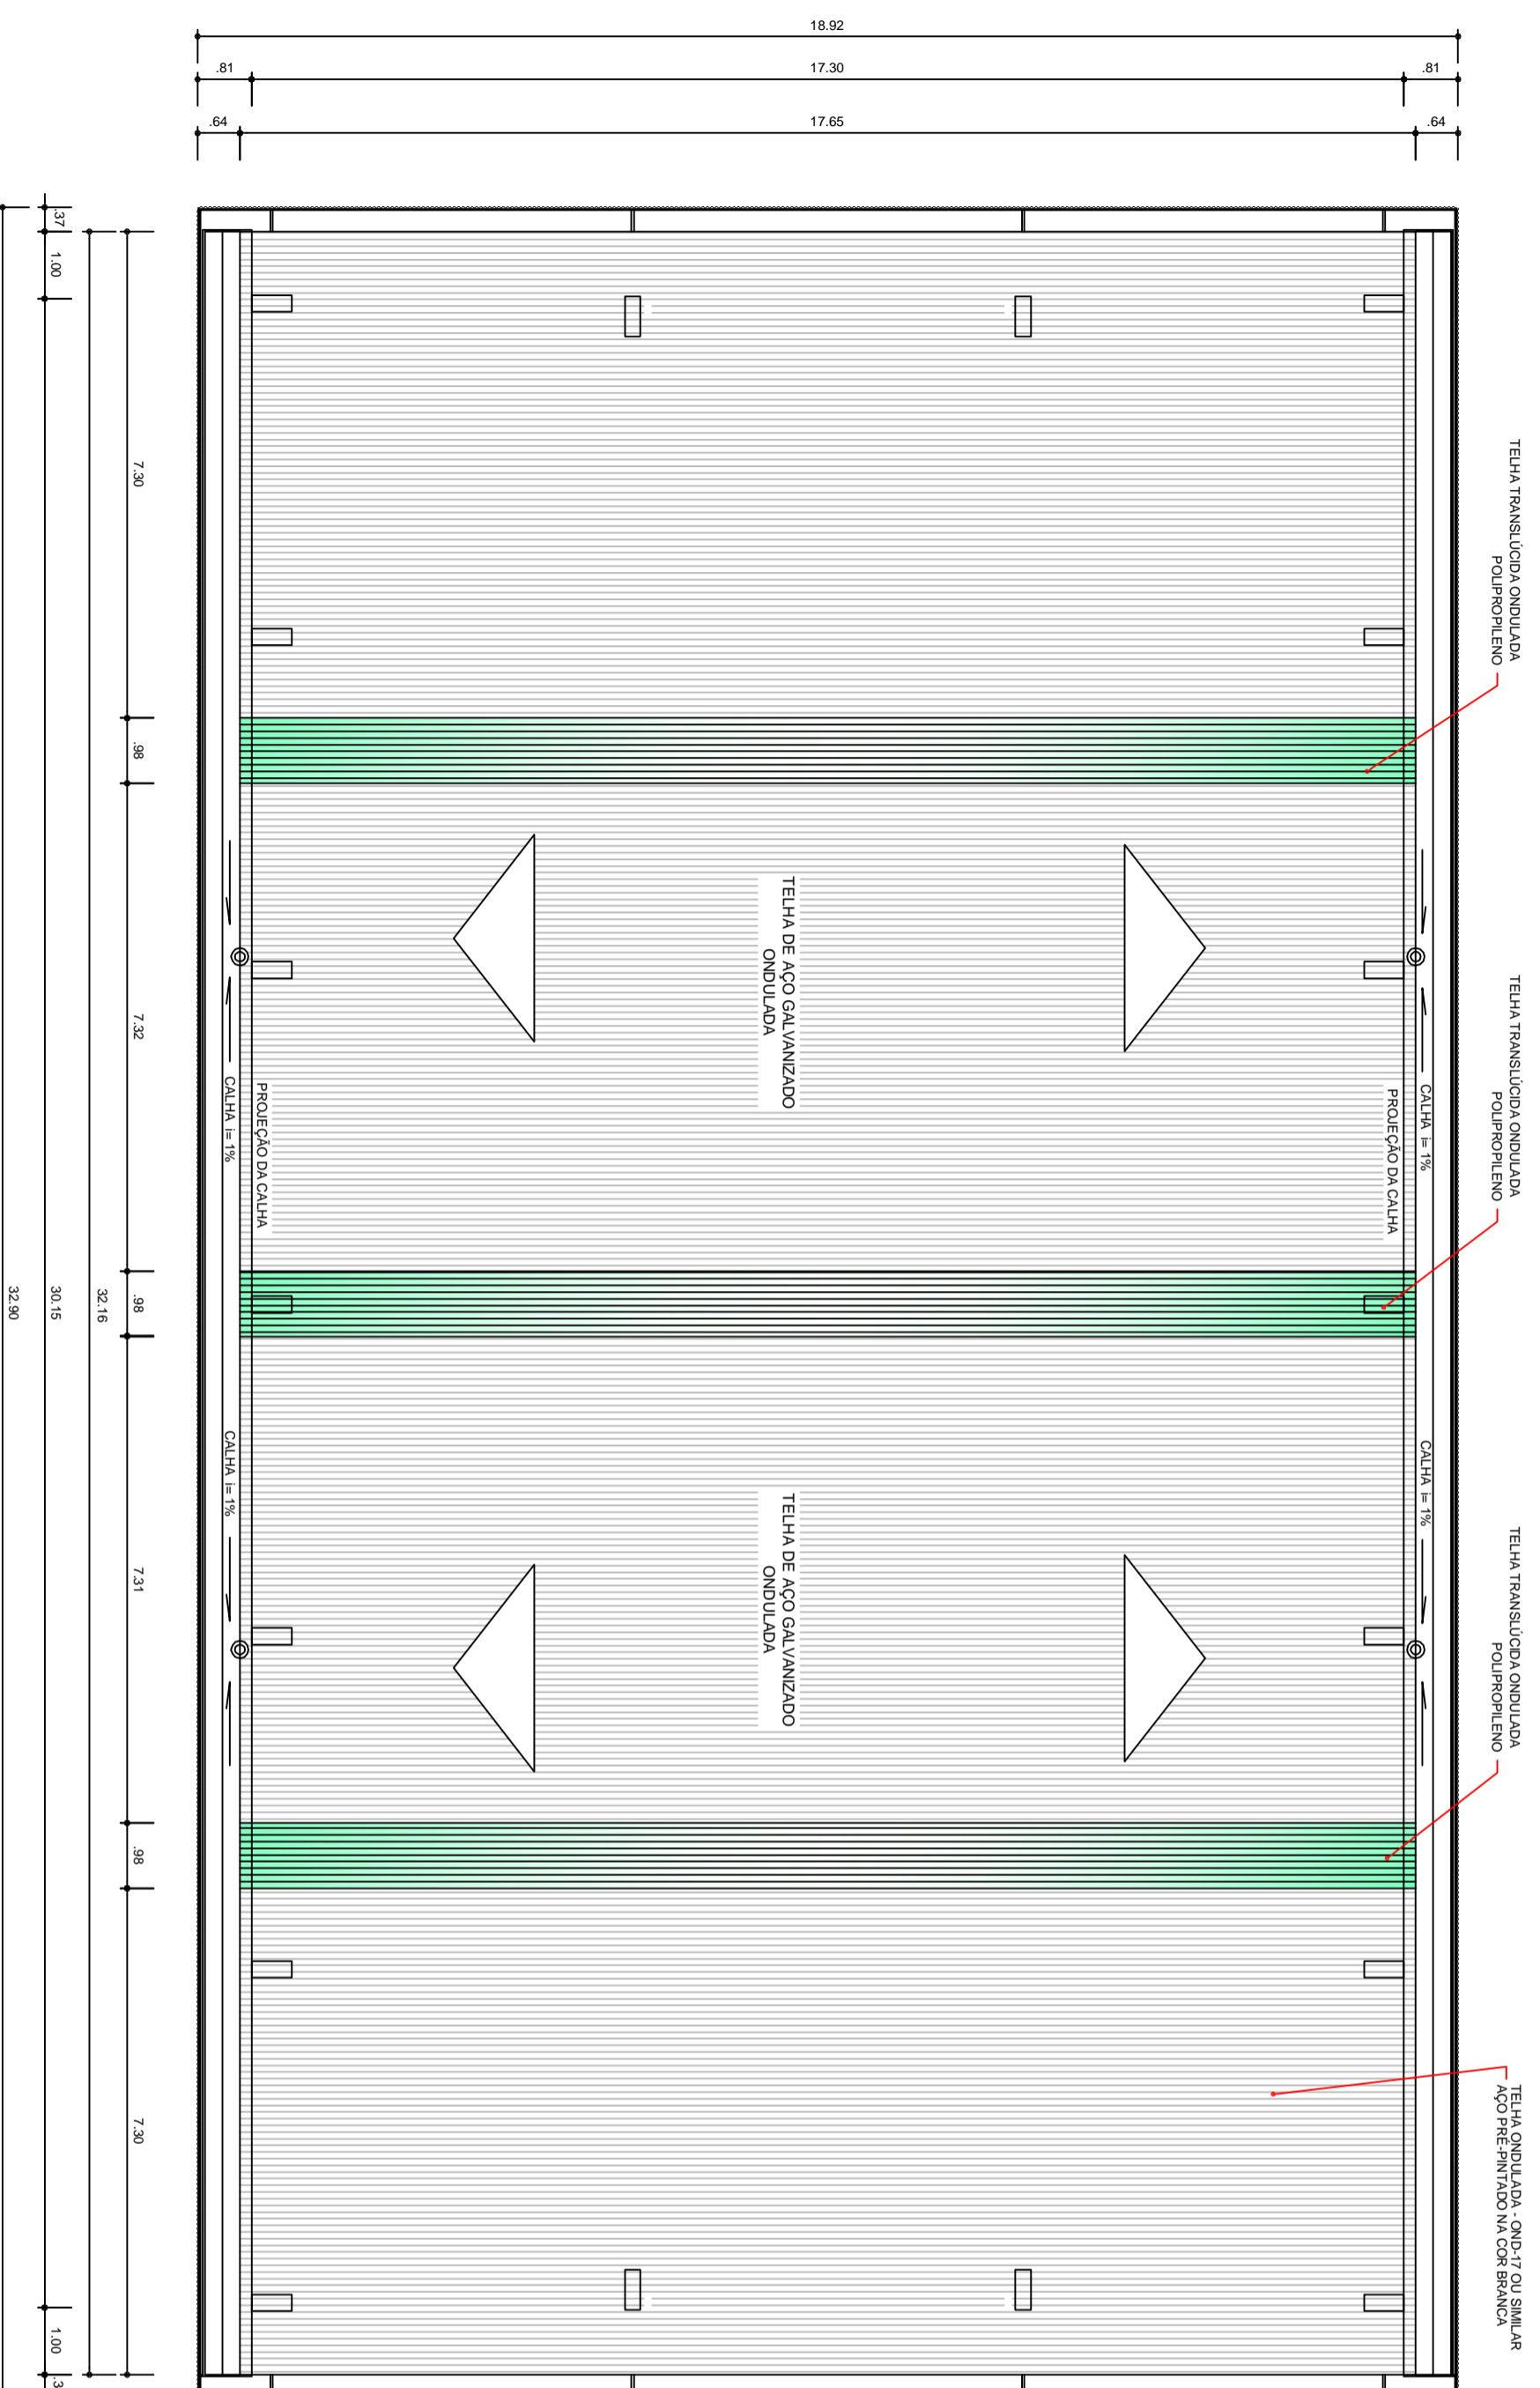 18.92
.81
17.30
.81
.64
17.65
.64
TELHA TRANSLÚCIDA ONDULADA
POLIPROPILENO
TELHA TRANSLÚCIDA ONDULADA
POLIPROPILENO
TELHA TRANSLÚCIDA ONDULADA
POLIPROPILENO
TELHA ONDULADA - OND-17 OU SIMILAR
AÇO PRÉ-PINTADO NA COR BRANCA
CALHA i= 1%
CALHA i= 1%
PROJEÇÃO DA CALHA
TELHA DE AÇO GALVANIZADO
ONDULADA
TELHA DE AÇO GALVANIZADO
ONDULADA
PROJEÇÃO DA CALHA
CALHA i= 1%
CALHA i= 1%
7.30
.98
7.32
.98
7.31
.98
7.30
32.16
.37
1.00
30.15
1.00
.3
32.90